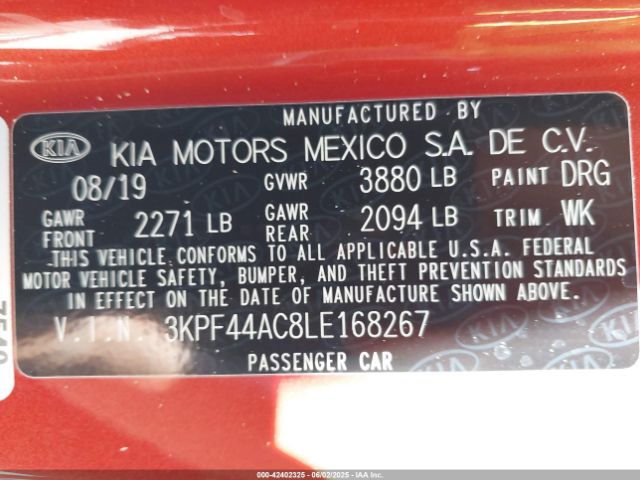 MANUFACTURED BY
KIA KIA MOTORS MEXICO S.A. DE C.V.
08/19 GVWR 3880 LB PAINT DRG
GAWR FRONT 2271 LB GAWR REAR 2094 LB TRIM WK
THIS VEHICLE CONFORMS TO ALL APPLICABLE U.S.A. FEDERAL
MOTOR VEHICLE SAFETY, BUMPER, AND THEFT PREVENTION STANDARDS
IN EFFECT ON THE DATE OF MANUFACTURE SHOWN ABOVE.
V.I.N. 3KPF44AC8LE168267
PASSENGER CAR
000-42402325 - 06/02/2025 - IAAI.COM